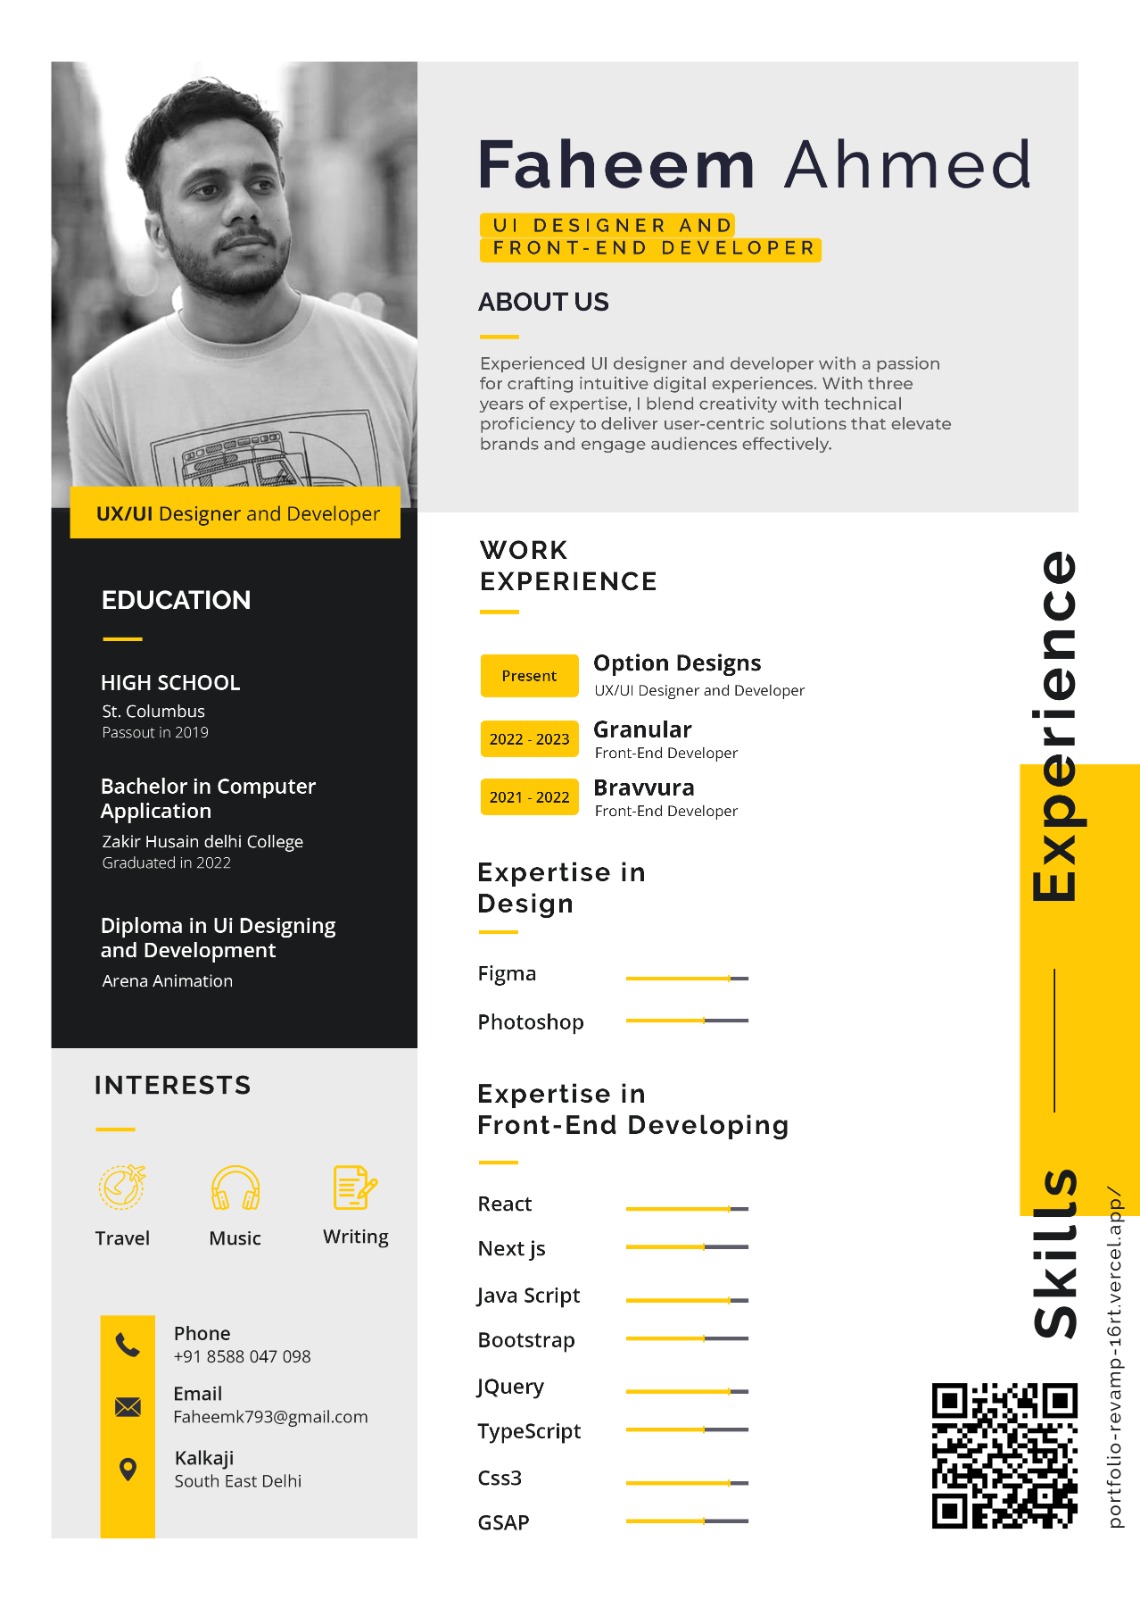 Faheem Ahmed
UI DESIGNER AND
FRONT-END DEVELOPER
ABOUT US
Experienced UI designer and developer with a passion
for crafting intuitive digital experiences. With three
years of expertise, I blend creativity with technical
proficiency to deliver user-centric solutions that elevate
brands and engage audiences effectively.
UX/UI Designer and Developer
EDUCATION
HIGH SCHOOL
St. Columbus
Passout in 2019
Bachelor in Computer
Application
Zakir Husain delhi College
Graduated in 2022
Diploma in Ui Designing
and Development
Arena Animation
INTERESTS
Travel
Music
Writing
Phone
+91 8588 047 098
Email
Faheemk793@gmail.com
Kalkaji
South East Delhi
WORK
EXPERIENCE
Present
Option Designs
UX/UI Designer and Developer
2022 - 2023
Granular
Front-End Developer
2021 - 2022
Bravvura
Front-End Developer
Expertise in
Design
Figma
Photoshop
Expertise in
Front-End Developing
React
Next js
Java Script
Bootstrap
JQuery
TypeScript
Css3
GSAP
Skills
Experience
portfolio-revamp-16rt.vercel.app/